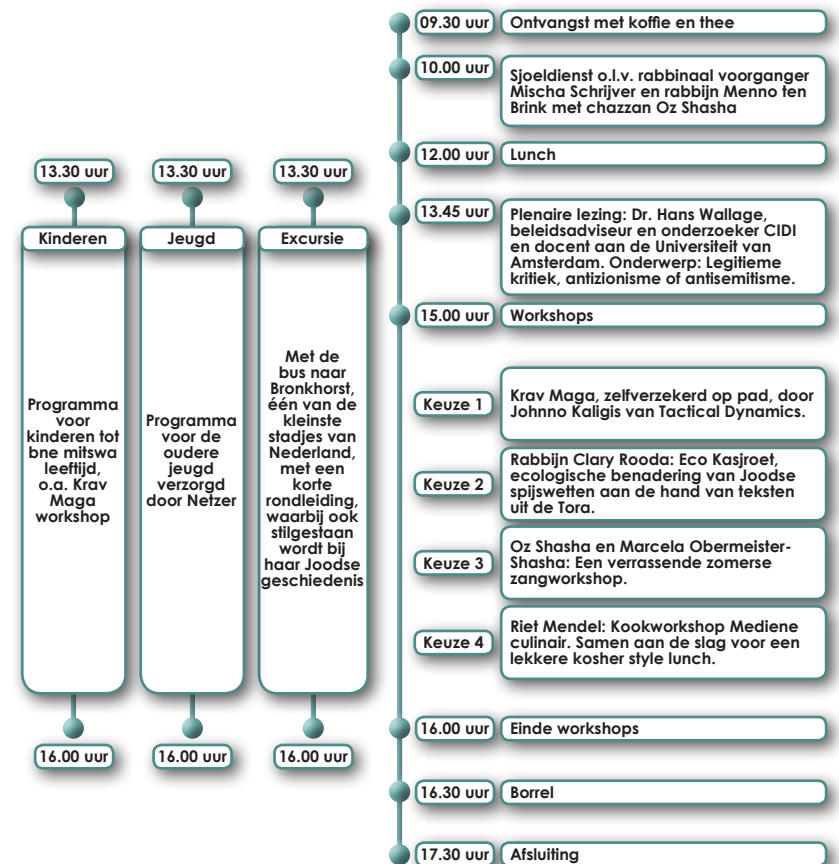 09.30 uur
Ontvangst met koffie en thee
10.00 uur
Sjoeldienst o.l.v. rabbinaal voorganger
Mischa Schrijver en rabbijn Menno ten
Brink met chazzan Oz Shasha
12.00 uur
Lunch
13.45 uur
Plenaire lezing: Dr. Hans Wallage,
beleidsadviseur en onderzoeker CIDI
en docent aan de Universiteit van
Amsterdam. Onderwerp: Legitieme
kritiek, antizionisme of antisemitisme.
15.00 uur
Workshops
Keuze 1
Krav Maga, zelfverzekerd op pad, door
Johnno Kaligis van Tactical Dynamics.
Keuze 2
Rabbijn Clary Rooda: Eco Kasjroet,
ecologische benadering van Joodse
spijswetten aan de hand van teksten
uit de Tora.
Keuze 3
Oz Shasha en Marcela Obermeister-
Shasha: Een verrassende zomerse
zangworkshop.
Keuze 4
Riet Mendel: Kookworkshop Mediene
culinair. Samen aan de slag voor een
lekkere kosher style lunch.
16.00 uur
Einde workshops
16.30 uur
Borrel
17.30 uur
Afsluiting
13.30 uur
Kinderen
Programma
voor
kinderen tot
bne mitswa
leeftijd,
o.a. Krav
Maga
workshop
16.00 uur
13.30 uur
Jeugd
Programma
voor de
oudere
jeugd
verzorgd
door Netzer
16.00 uur
13.30 uur
Excursie
Met de
bus naar
Bronkhorst,
één van de
kleinste
stadjes van
Nederland,
met een
korte
rondleiding,
waarbij ook
stilgestaan
wordt bij
haar Joodse
geschiedenis
16.00 uur